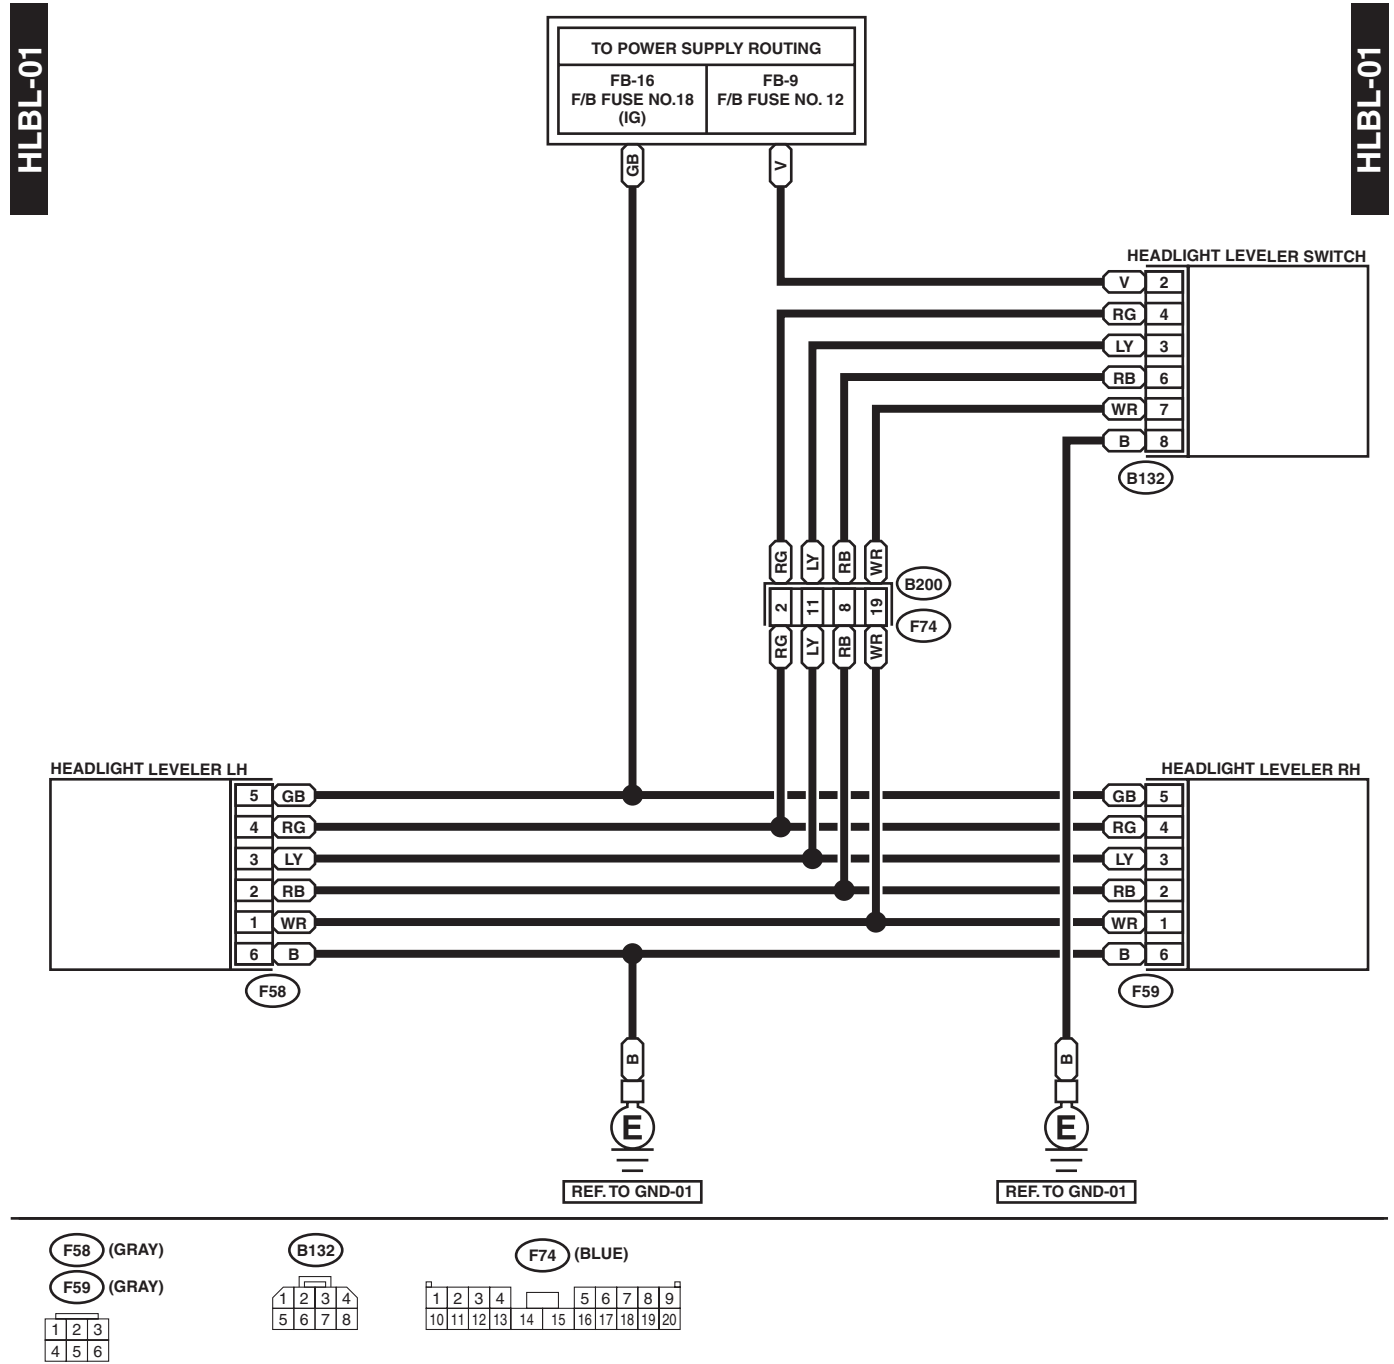 HLBL-01
HLBL-01
TO POWER SUPPLY ROUTING
FB-16
F/B FUSE NO.18
(IG)
FB-9
F/B FUSE NO. 12
GB
V
HEADLIGHT LEVELER SWITCH
V 2
RG 4
LY 3
RB 6
WR 7
B 8
B132
RG LY RB WR
B200
2 11 8 19
F74
RG LY RB WR
HEADLIGHT LEVELER LH
5 GB
4 RG
3 LY
2 RB
1 WR
6 B
F58
HEADLIGHT LEVELER RH
GB 5
RG 4
LY 3
RB 2
WR 1
B 6
F59
B
E
REF. TO GND-01
B
E
REF. TO GND-01
F58 (GRAY)
F59 (GRAY)
1 2 3
4 5 6
B132
1 2 3 4
5 6 7 8
F74 (BLUE)
1 2 3 4 5 6 7 8 9
10 11 12 13 14 15 16 17 18 19 20